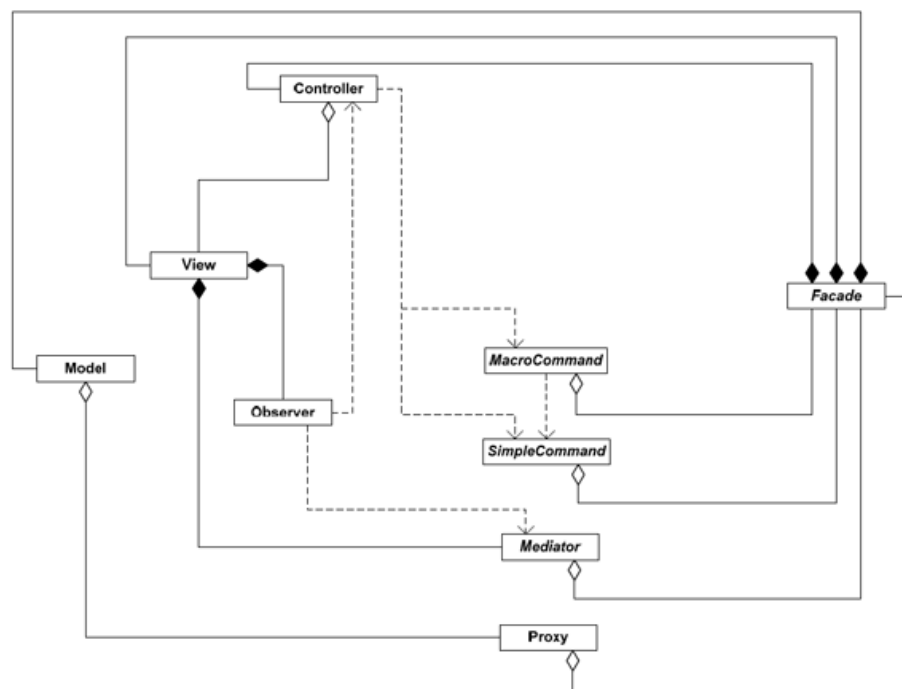 Controller
View
Facade
Model
MacroCommand
Observer
SimpleCommand
Mediator
Proxy